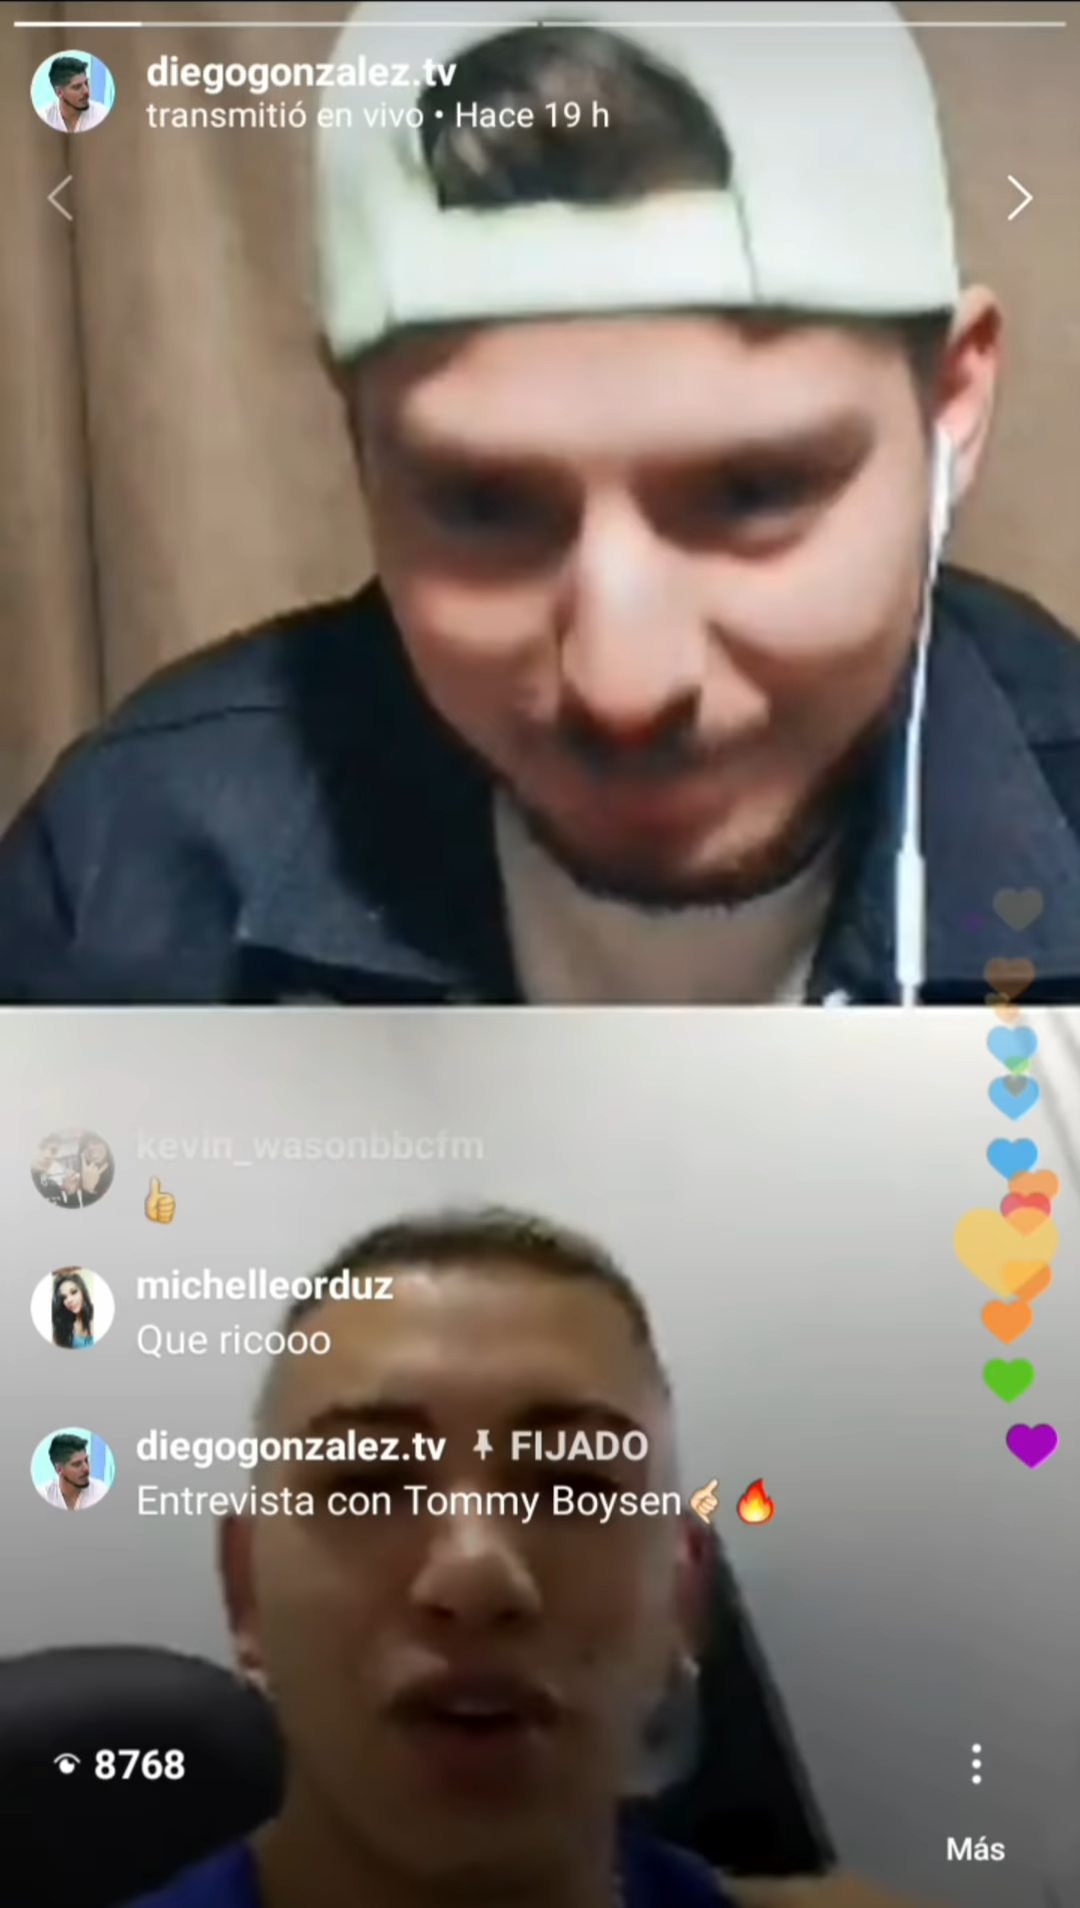 diegogonzalez.tv
transmitió en vivo • Hace 19 h
kevin_wasonbbcfm
👍
michelleorduz
Que ricooo
diegogonzalez.tv FIJADO
Entrevista con Tommy Boysen🤙🏻🔥
8768
Más